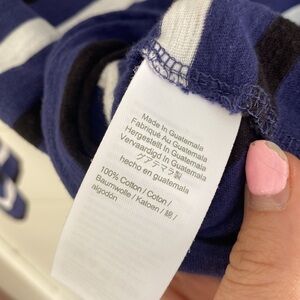 Made In Guatemala
Fabriqué Au Guatemala
Hergestellt In Guatemala
Vervaardigd In Guatemala
グアテマラ製
hecho en guatemala
100% Cotton / Coton /
Baumwolle / Katoen / 綿 /
algodón